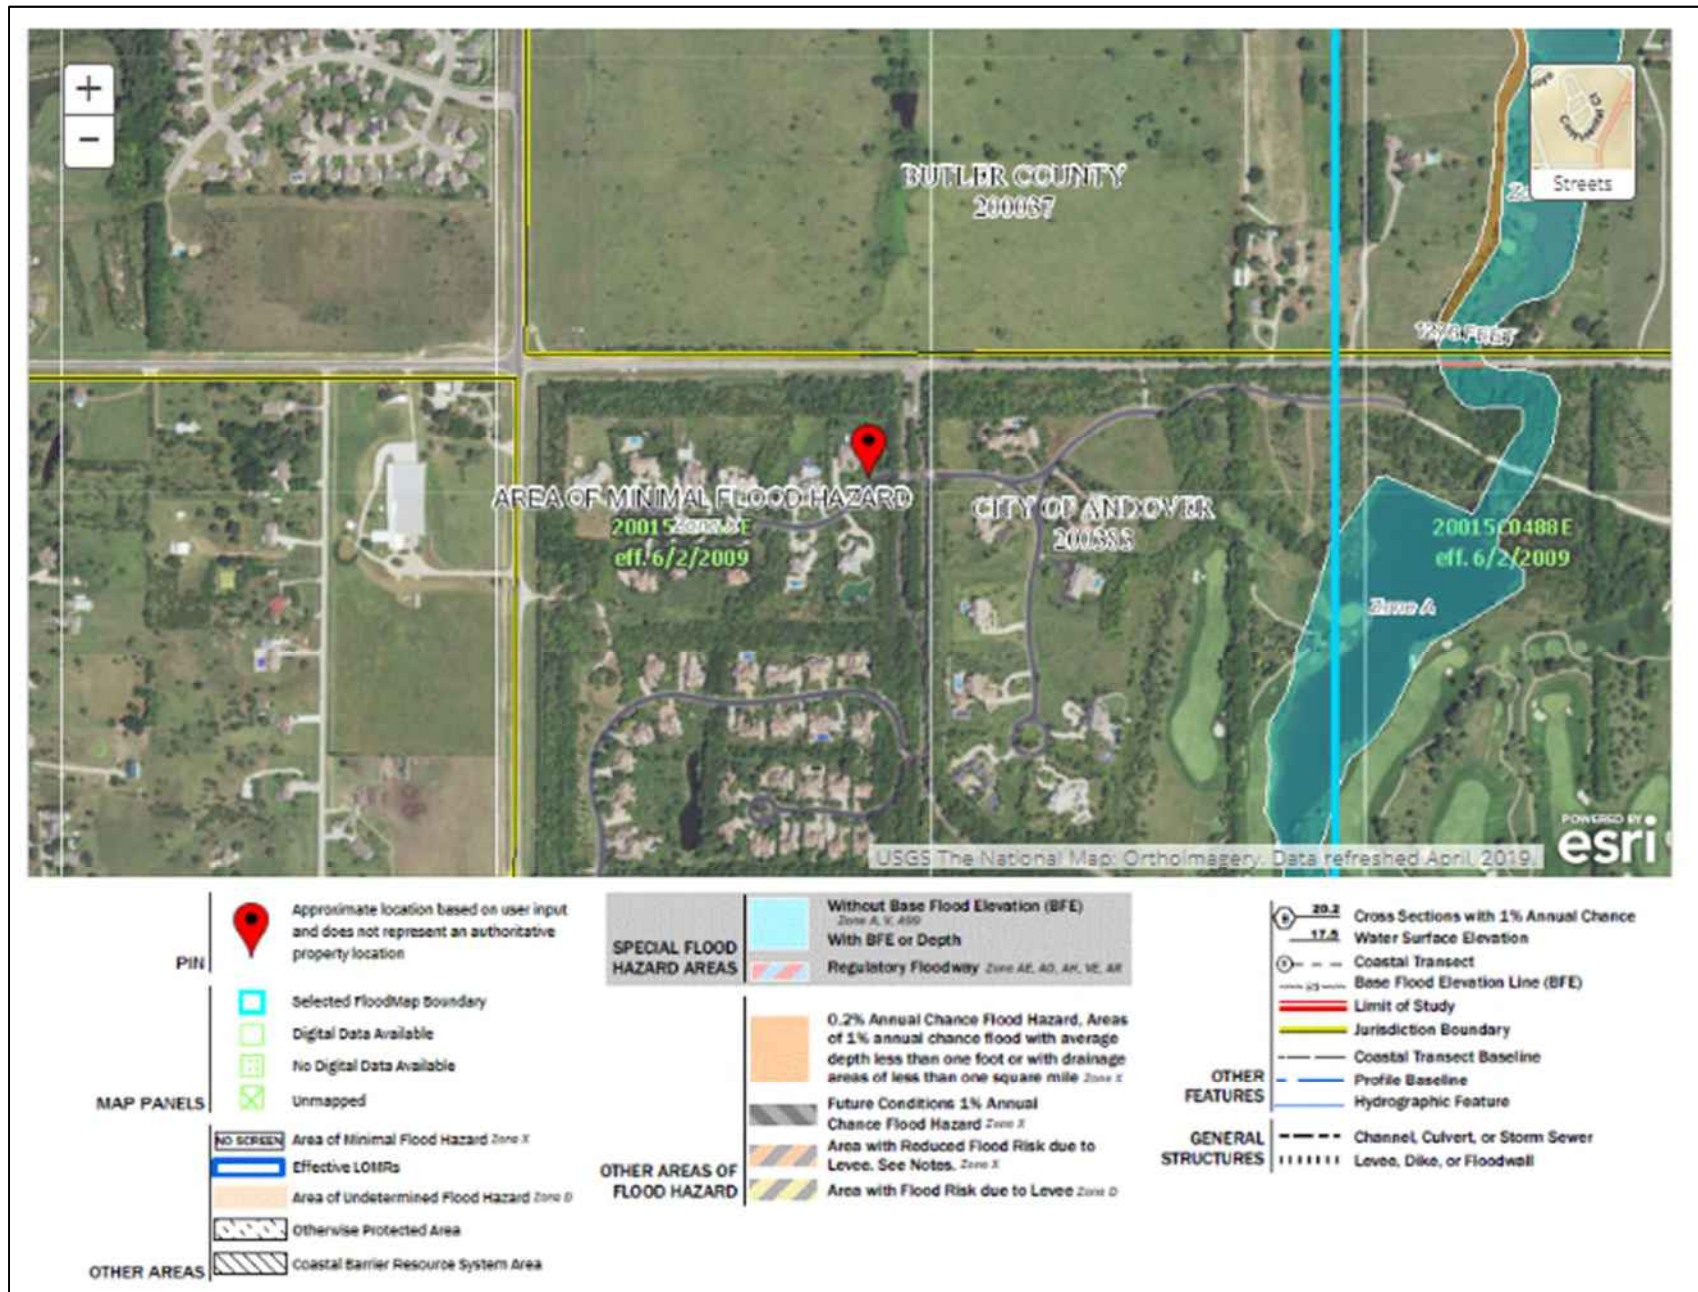 +
−
Streets
BUTLER COUNTY
200037
1276 FEET
AREA OF MINIMAL FLOOD HAZARD
Zone X
20015 E
eff. 6/2/2009
CITY OF ANDOVER
200383
20015C0488E
eff. 6/2/2009
Zone A
POWERED BY
esri
USGS The National Map: Orthoimagery. Data refreshed April, 2019.
PIN
Approximate location based on user input
and does not represent an authoritative
property location
MAP PANELS
Selected FloodMap Boundary
Digital Data Available
No Digital Data Available
Unmapped
OTHER AREAS
NO SCREEN Area of Minimal Flood Hazard Zone X
Effective LOMRs
Area of Undetermined Flood Hazard Zone D
Otherwise Protected Area
Coastal Barrier Resource System Area
SPECIAL FLOOD
HAZARD AREAS
Without Base Flood Elevation (BFE)
Zone A, V, A99
With BFE or Depth
Regulatory Floodway Zone AE, AO, AH, VE, AR
OTHER AREAS OF
FLOOD HAZARD
0.2% Annual Chance Flood Hazard, Areas
of 1% annual chance flood with average
depth less than one foot or with drainage
areas of less than one square mile Zone X
Future Conditions 1% Annual
Chance Flood Hazard Zone X
Area with Reduced Flood Risk due to
Levee. See Notes. Zone X
Area with Flood Risk due to Levee Zone D
OTHER
FEATURES
20.2 Cross Sections with 1% Annual Chance
17.5 Water Surface Elevation
Coastal Transect
Base Flood Elevation Line (BFE)
Limit of Study
Jurisdiction Boundary
Coastal Transect Baseline
Profile Baseline
Hydrographic Feature
GENERAL
STRUCTURES
Channel, Culvert, or Storm Sewer
Levee, Dike, or Floodwall